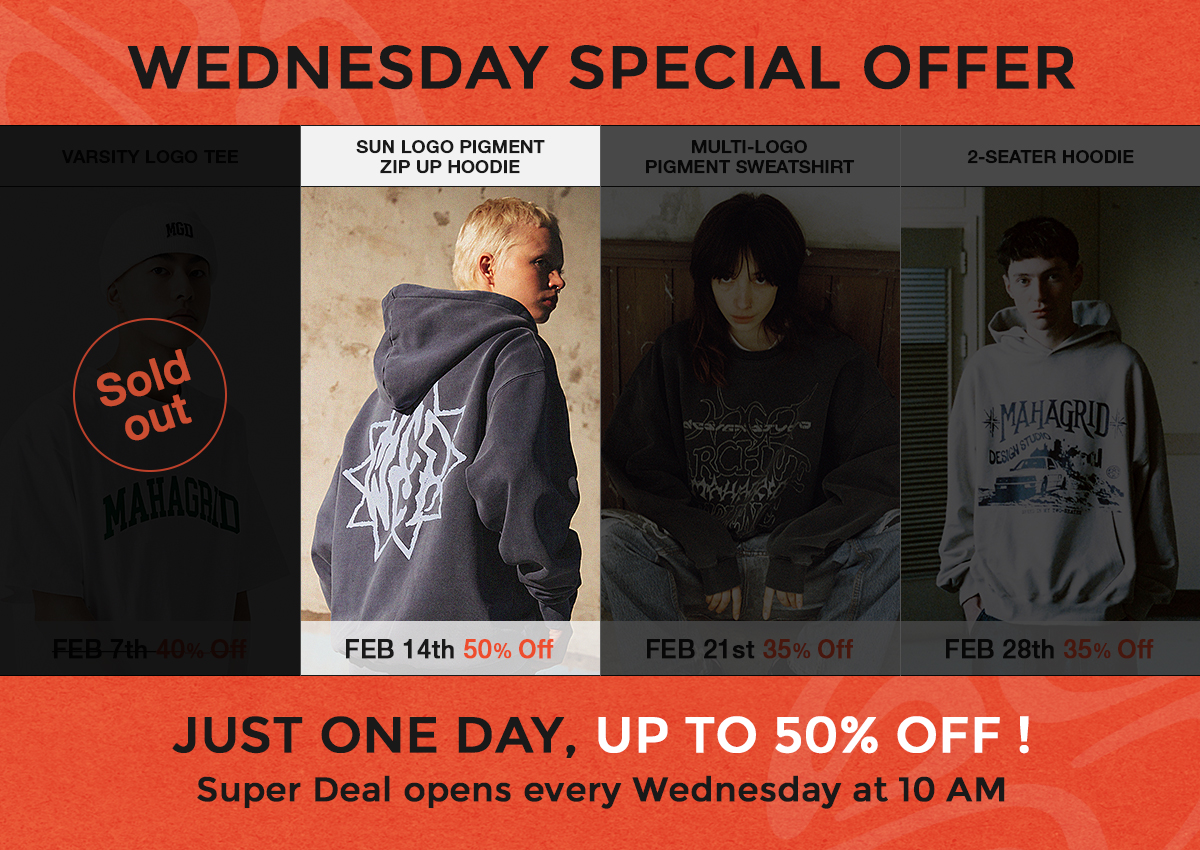 WEDNESDAY SPECIAL OFFER
VARSITY LOGO TEE
SUN LOGO PIGMENT
ZIP UP HOODIE
MULTI-LOGO
PIGMENT SWEATSHIRT
2-SEATER HOODIE
MGD
Sold
out
MAHAGRID
MAHAGRID
DESIGN STUDIO
FEB 7th 40% Off
FEB 14th 50% Off
FEB 21st 35% Off
FEB 28th 35% Off
JUST ONE DAY, UP TO 50% OFF !
Super Deal opens every Wednesday at 10 AM